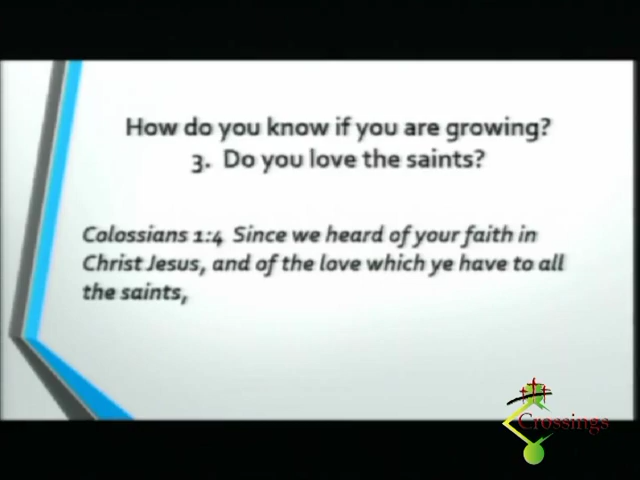 How do you know if you are growing?
3. Do you love the saints?
Colossians 1:4 Since we heard of your faith in
Christ Jesus, and of the love which ye have to all
the saints,
Crossings